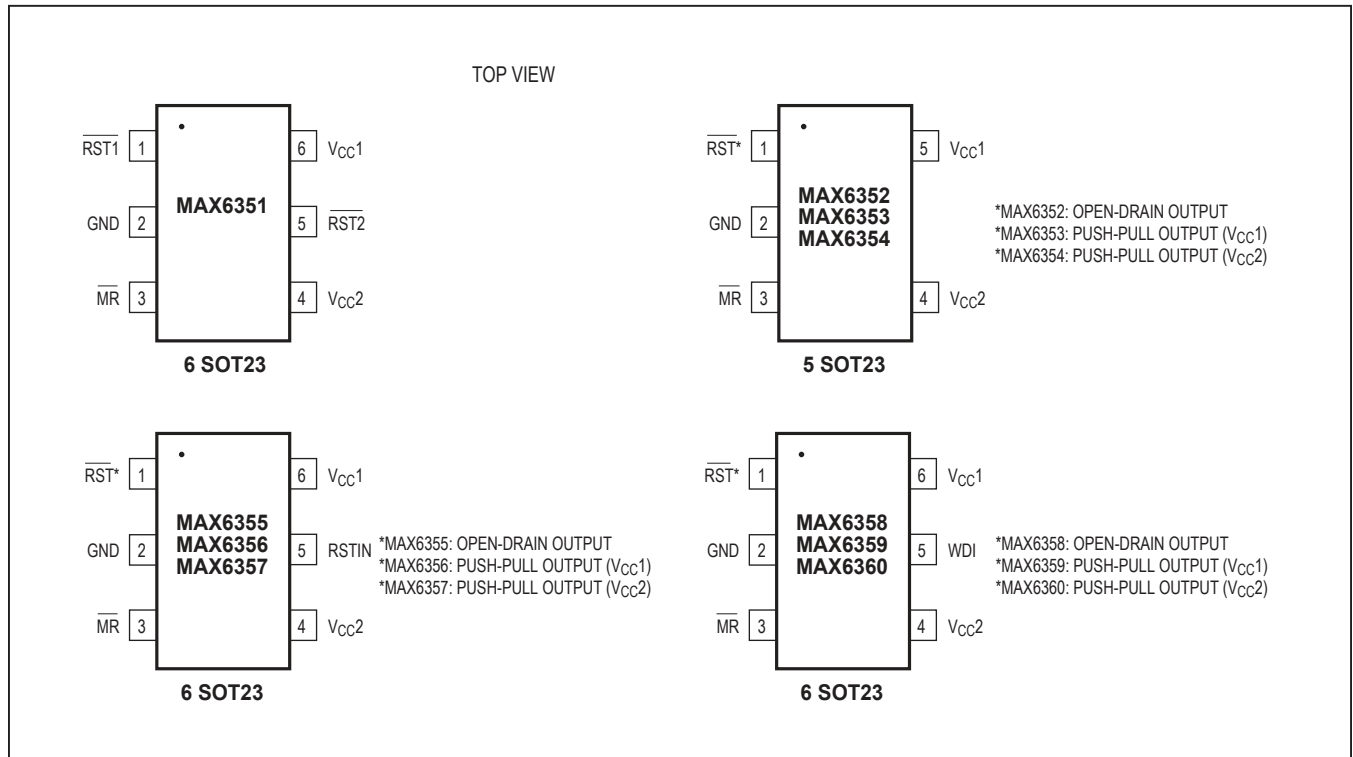 TOP VIEW
RST1 1
GND 2
MR 3
MAX6351
6 VCC1
5 RST2
4 VCC2
6 SOT23
RST* 1
GND 2
MR 3
MAX6352
MAX6353
MAX6354
5 VCC1
4 VCC2
*MAX6352: OPEN-DRAIN OUTPUT
*MAX6353: PUSH-PULL OUTPUT (VCC1)
*MAX6354: PUSH-PULL OUTPUT (VCC2)
5 SOT23
RST* 1
GND 2
MR 3
MAX6355
MAX6356
MAX6357
6 VCC1
5 RSTIN
4 VCC2
*MAX6355: OPEN-DRAIN OUTPUT
*MAX6356: PUSH-PULL OUTPUT (VCC1)
*MAX6357: PUSH-PULL OUTPUT (VCC2)
6 SOT23
RST* 1
GND 2
MR 3
MAX6358
MAX6359
MAX6360
6 VCC1
5 WDI
4 VCC2
*MAX6358: OPEN-DRAIN OUTPUT
*MAX6359: PUSH-PULL OUTPUT (VCC1)
*MAX6360: PUSH-PULL OUTPUT (VCC2)
6 SOT23